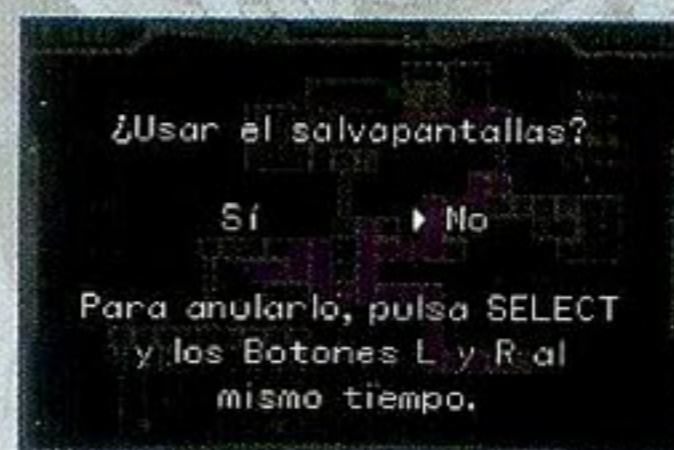 ¿Usar el salvapantallas?
Sí ▶ No
Para anularlo, pulsa SELECT
y los Botones L y R al
mismo tiempo.